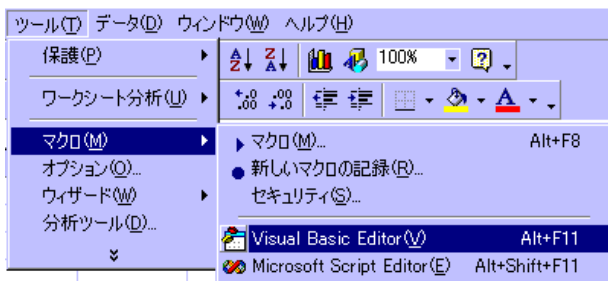 ツール(T) データ(D) ウィンドウ(W) ヘルプ(H)
保護(P)
100%
ワークシート分析(U)
マクロ(M)
オプション(O)...
ウィザード(W)
分析ツール(D)...
マクロ(M)... Alt+F8
新しいマクロの記録(R)...
セキュリティ(S)...
Visual Basic Editor(V) Alt+F11
Microsoft Script Editor(E) Alt+Shift+F11